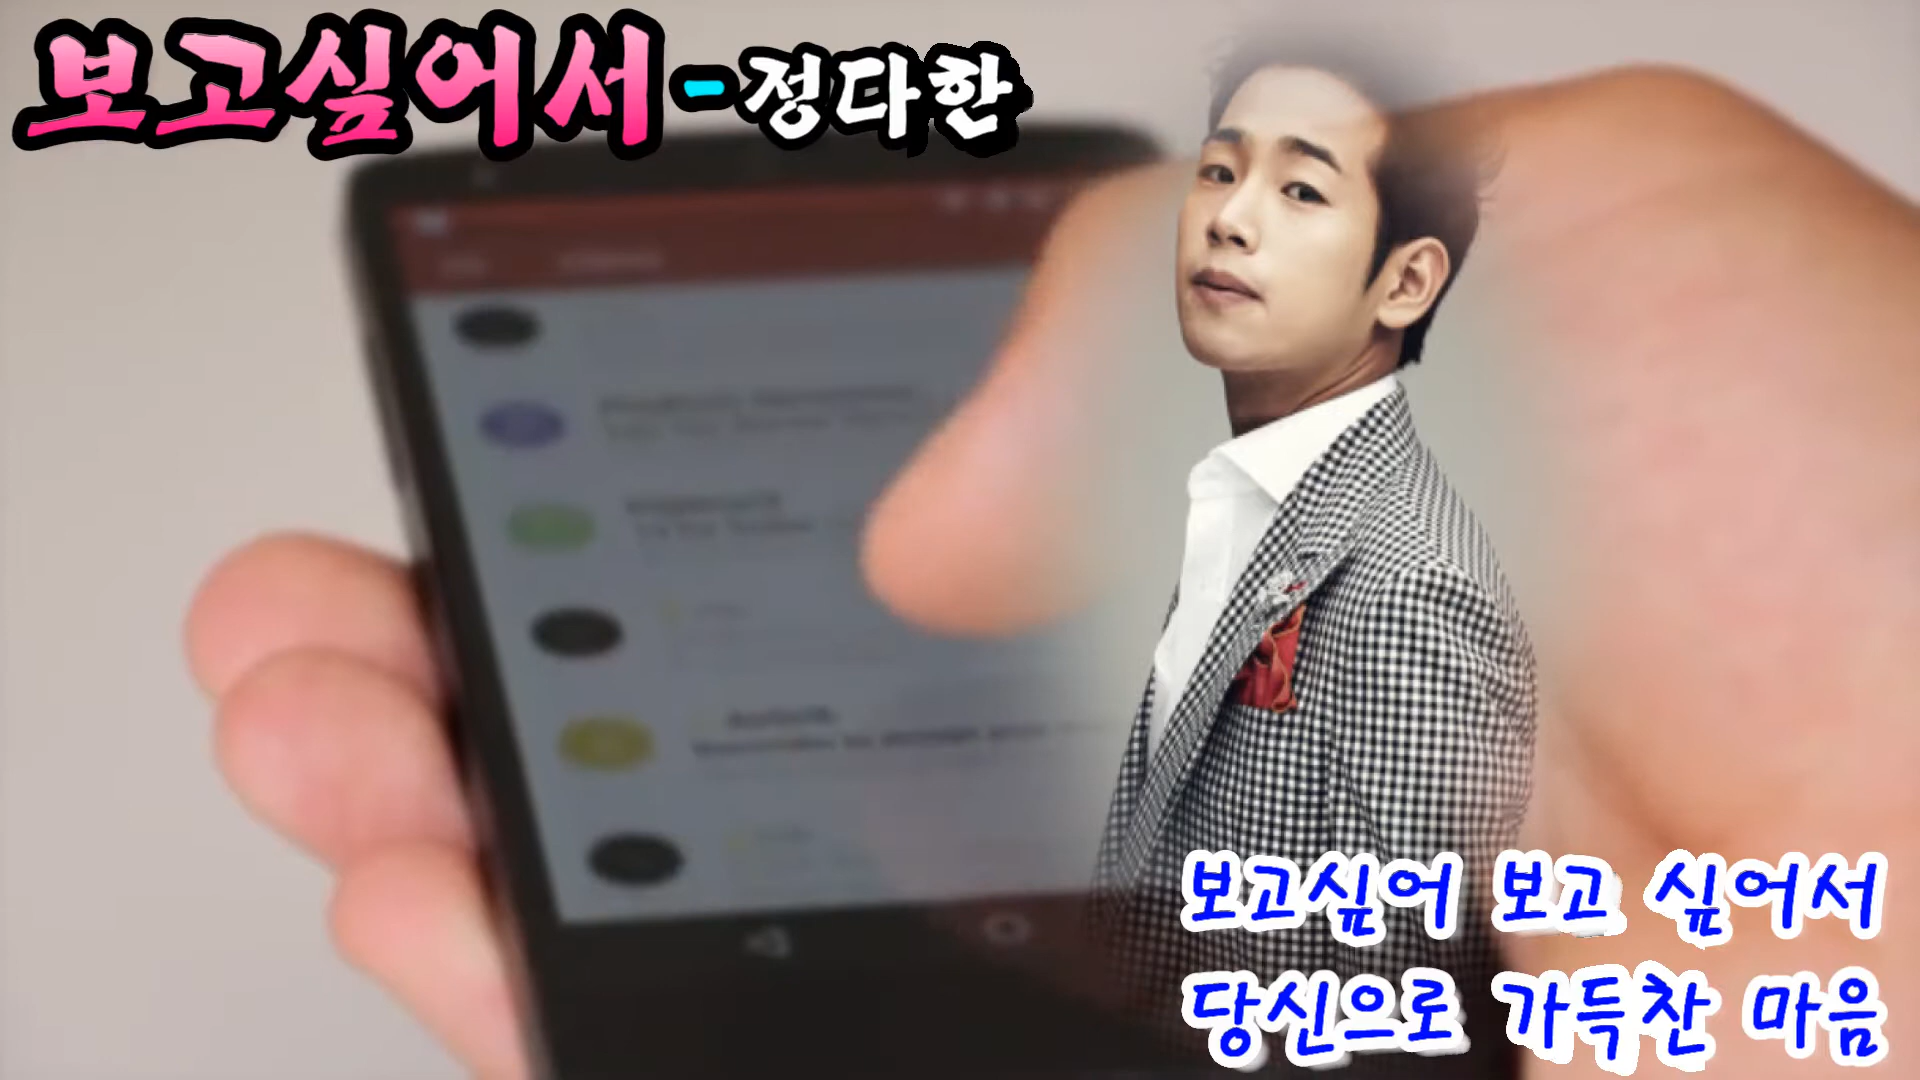 보고싶어서-정다한
보고싶어 보고 싶어서
당신으로 가득찬 마음